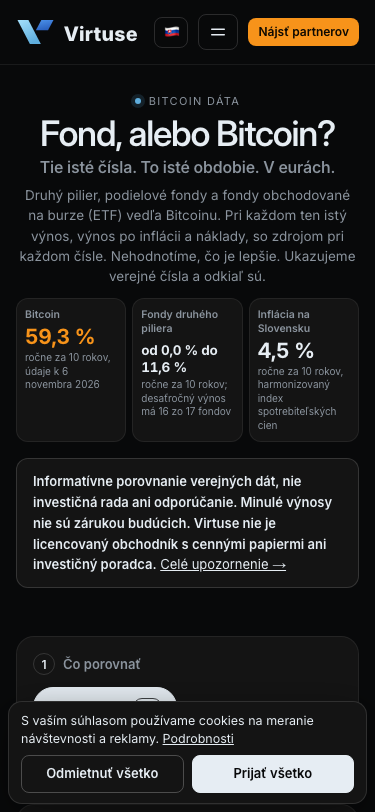 Virtuse
Nájsť partnerov
BITCOIN DÁTA
Fond, alebo Bitcoin?
Tie isté čísla. To isté obdobie. V eurách.
Druhý pilier, podielové fondy a fondy obchodované
na burze (ETF) vedľa Bitcoinu. Pri každom ten istý
výnos, výnos po inflácii a náklady, so zdrojom pri
každom čísle. Nehodnotíme, čo je lepšie. Ukazujeme
verejné čísla a odkiaľ sú.
Bitcoin
59,3 %
ročne za 10 rokov,
údaje k 6
novembra 2026
Fondy druhého
piliera
od 0,0 % do
11,6 %
ročne za 10 rokov;
desaťročný výnos
má 16 zo 17 fondov
Inflácia na
Slovensku
4,5 %
ročne za 10 rokov,
harmonizovaný
index
spotrebiteľských
cien
Informatívne porovnanie verejných dát, nie
investičná rada ani odporúčanie. Minulé výnosy
nie sú zárukou budúcich. Virtuse nie je
licencovaný obchodník s cennými papiermi ani
investičný poradca. Celé upozornenie →
1 Čo porovnať
S vaším súhlasom používame cookies na meranie
návštevnosti a reklamy. Podrobnosti
Odmietnuť všetko
Prijať všetko